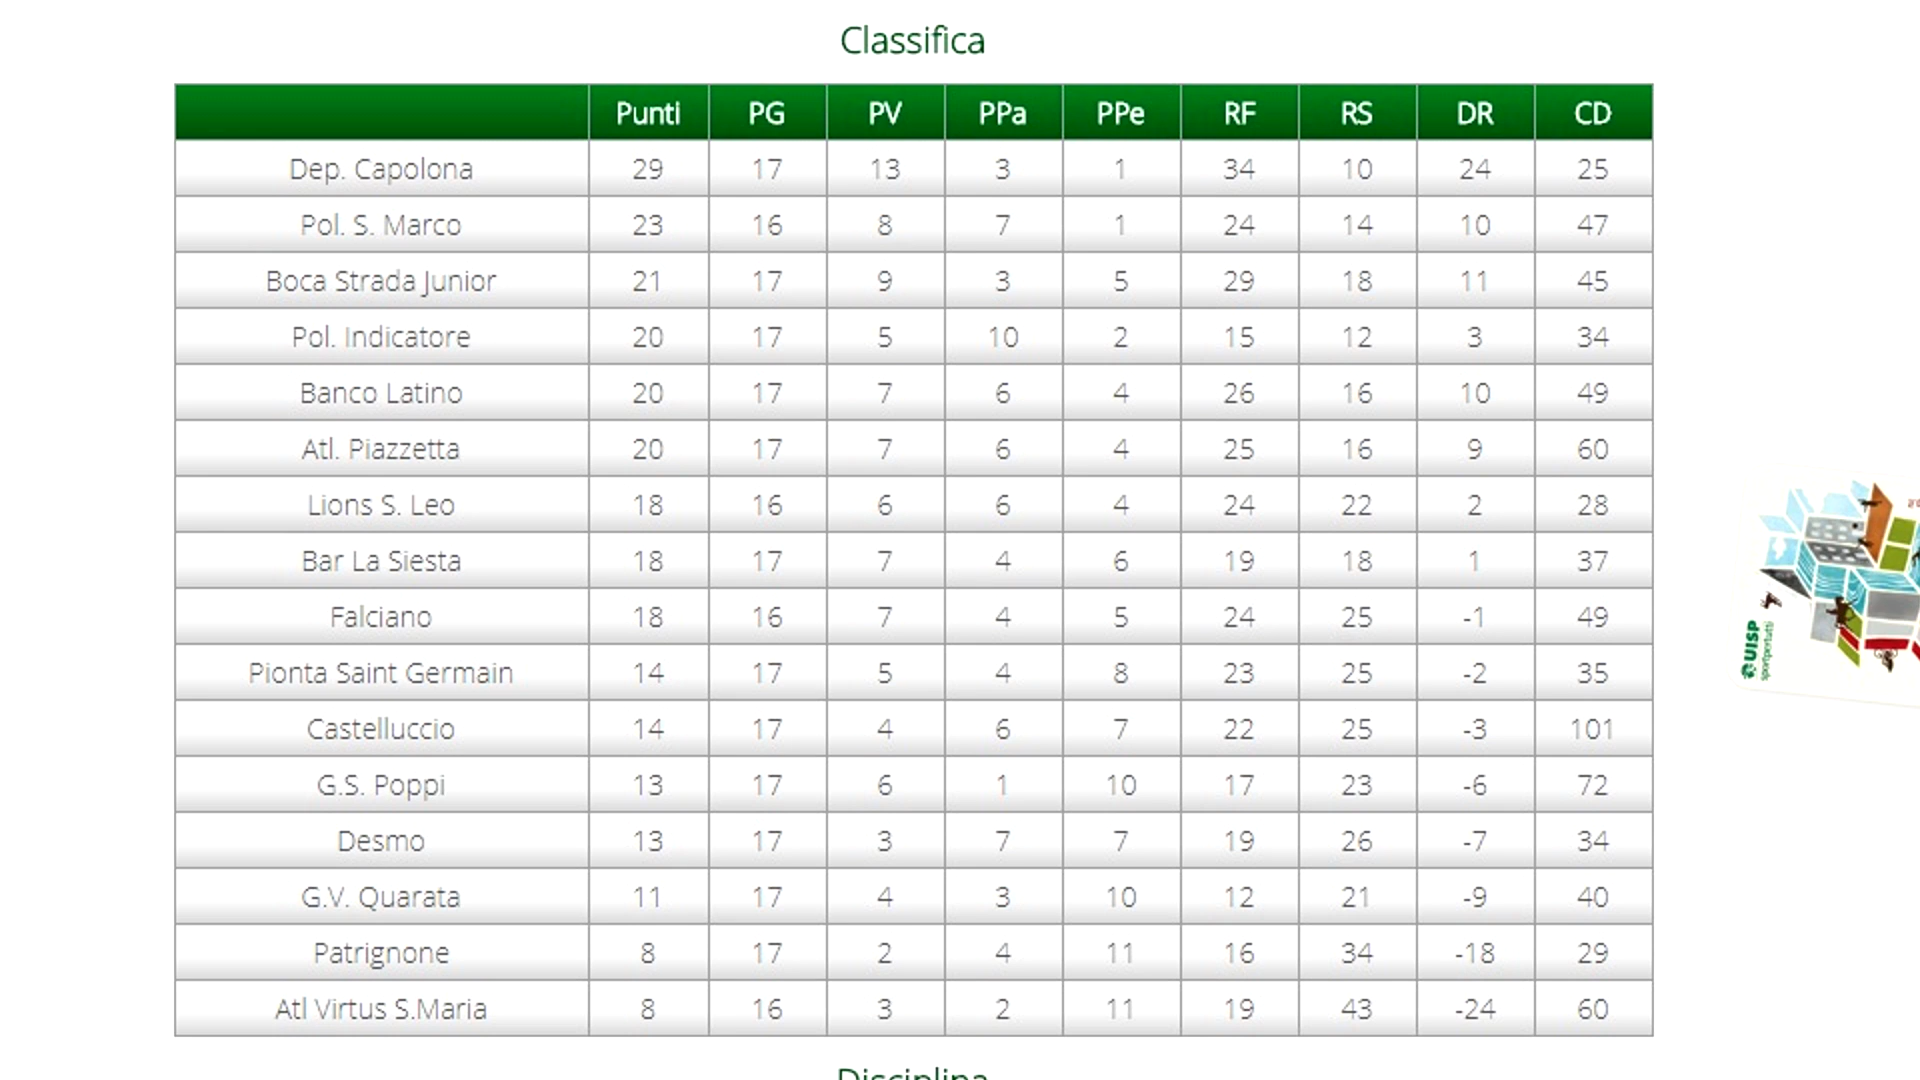 Classifica
Punti PG PV PPa PPe RF RS DR CD
Dep. Capolona 29 17 13 3 1 34 10 24 25
Pol. S. Marco 23 16 8 7 1 24 14 10 47
Boca Strada Junior 21 17 9 3 5 29 18 11 45
Pol. Indicatore 20 17 5 10 2 15 12 3 34
Banco Latino 20 17 7 6 4 26 16 10 49
Atl. Piazzetta 20 17 7 6 4 25 16 9 60
Lions S. Leo 18 16 6 6 4 24 22 2 28
Bar La Siesta 18 17 7 4 6 19 18 1 37
Falciano 18 16 7 4 5 24 25 -1 49
Pionta Saint Germain 14 17 5 4 8 23 25 -2 35
Castelluccio 14 17 4 6 7 22 25 -3 101
G.S. Poppi 13 17 6 1 10 17 23 -6 72
Desmo 13 17 3 7 7 19 26 -7 34
G.V. Quarata 11 17 4 3 10 12 21 -9 40
Patrignone 8 17 2 4 11 16 34 -18 29
Atl Virtus S.Maria 8 16 3 2 11 19 43 -24 60
Disciplina
UISP
sportpertutti